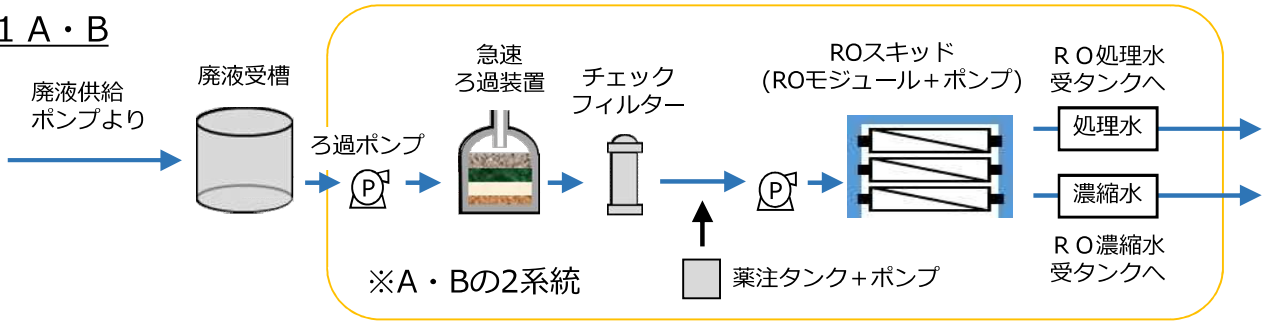 1 A・B
廃液供給
ポンプより
廃液受槽
ろ過ポンプ
P
急速
ろ過装置
チェック
フィルター
P
ROスキッド
(ROモジュール＋ポンプ)
ＲＯ処理水
受タンクへ
処理水
濃縮水
ＲＯ濃縮水
受タンクへ
※A・Bの2系統
薬注タンク＋ポンプ